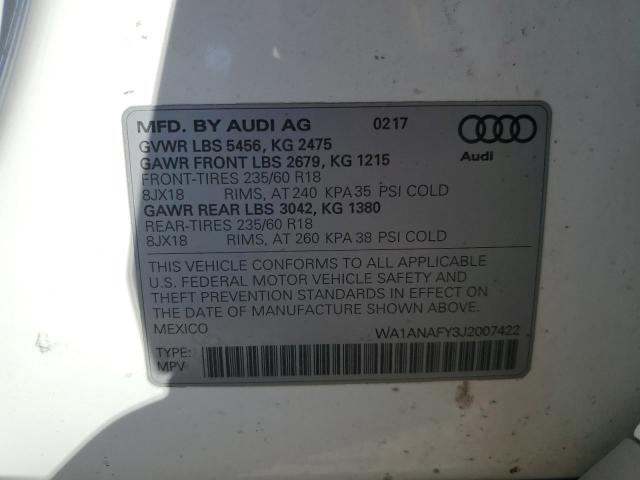 MFD. BY AUDI AG 0217
GVWR LBS 5456, KG 2475
GAWR FRONT LBS 2679, KG 1215
FRONT-TIRES 235/60 R18
8JX18 RIMS, AT 240 KPA 35 PSI COLD
GAWR REAR LBS 3042, KG 1380
REAR-TIRES 235/60 R18
8JX18 RIMS, AT 260 KPA 38 PSI COLD
Audi
THIS VEHICLE CONFORMS TO ALL APPLICABLE
U.S. FEDERAL MOTOR VEHICLE SAFETY AND
THEFT PREVENTION STANDARDS IN EFFECT ON
THE DATE OF MANUFACTURE SHOWN ABOVE.
MEXICO WA1ANAFY3J2007422
TYPE:
MPV